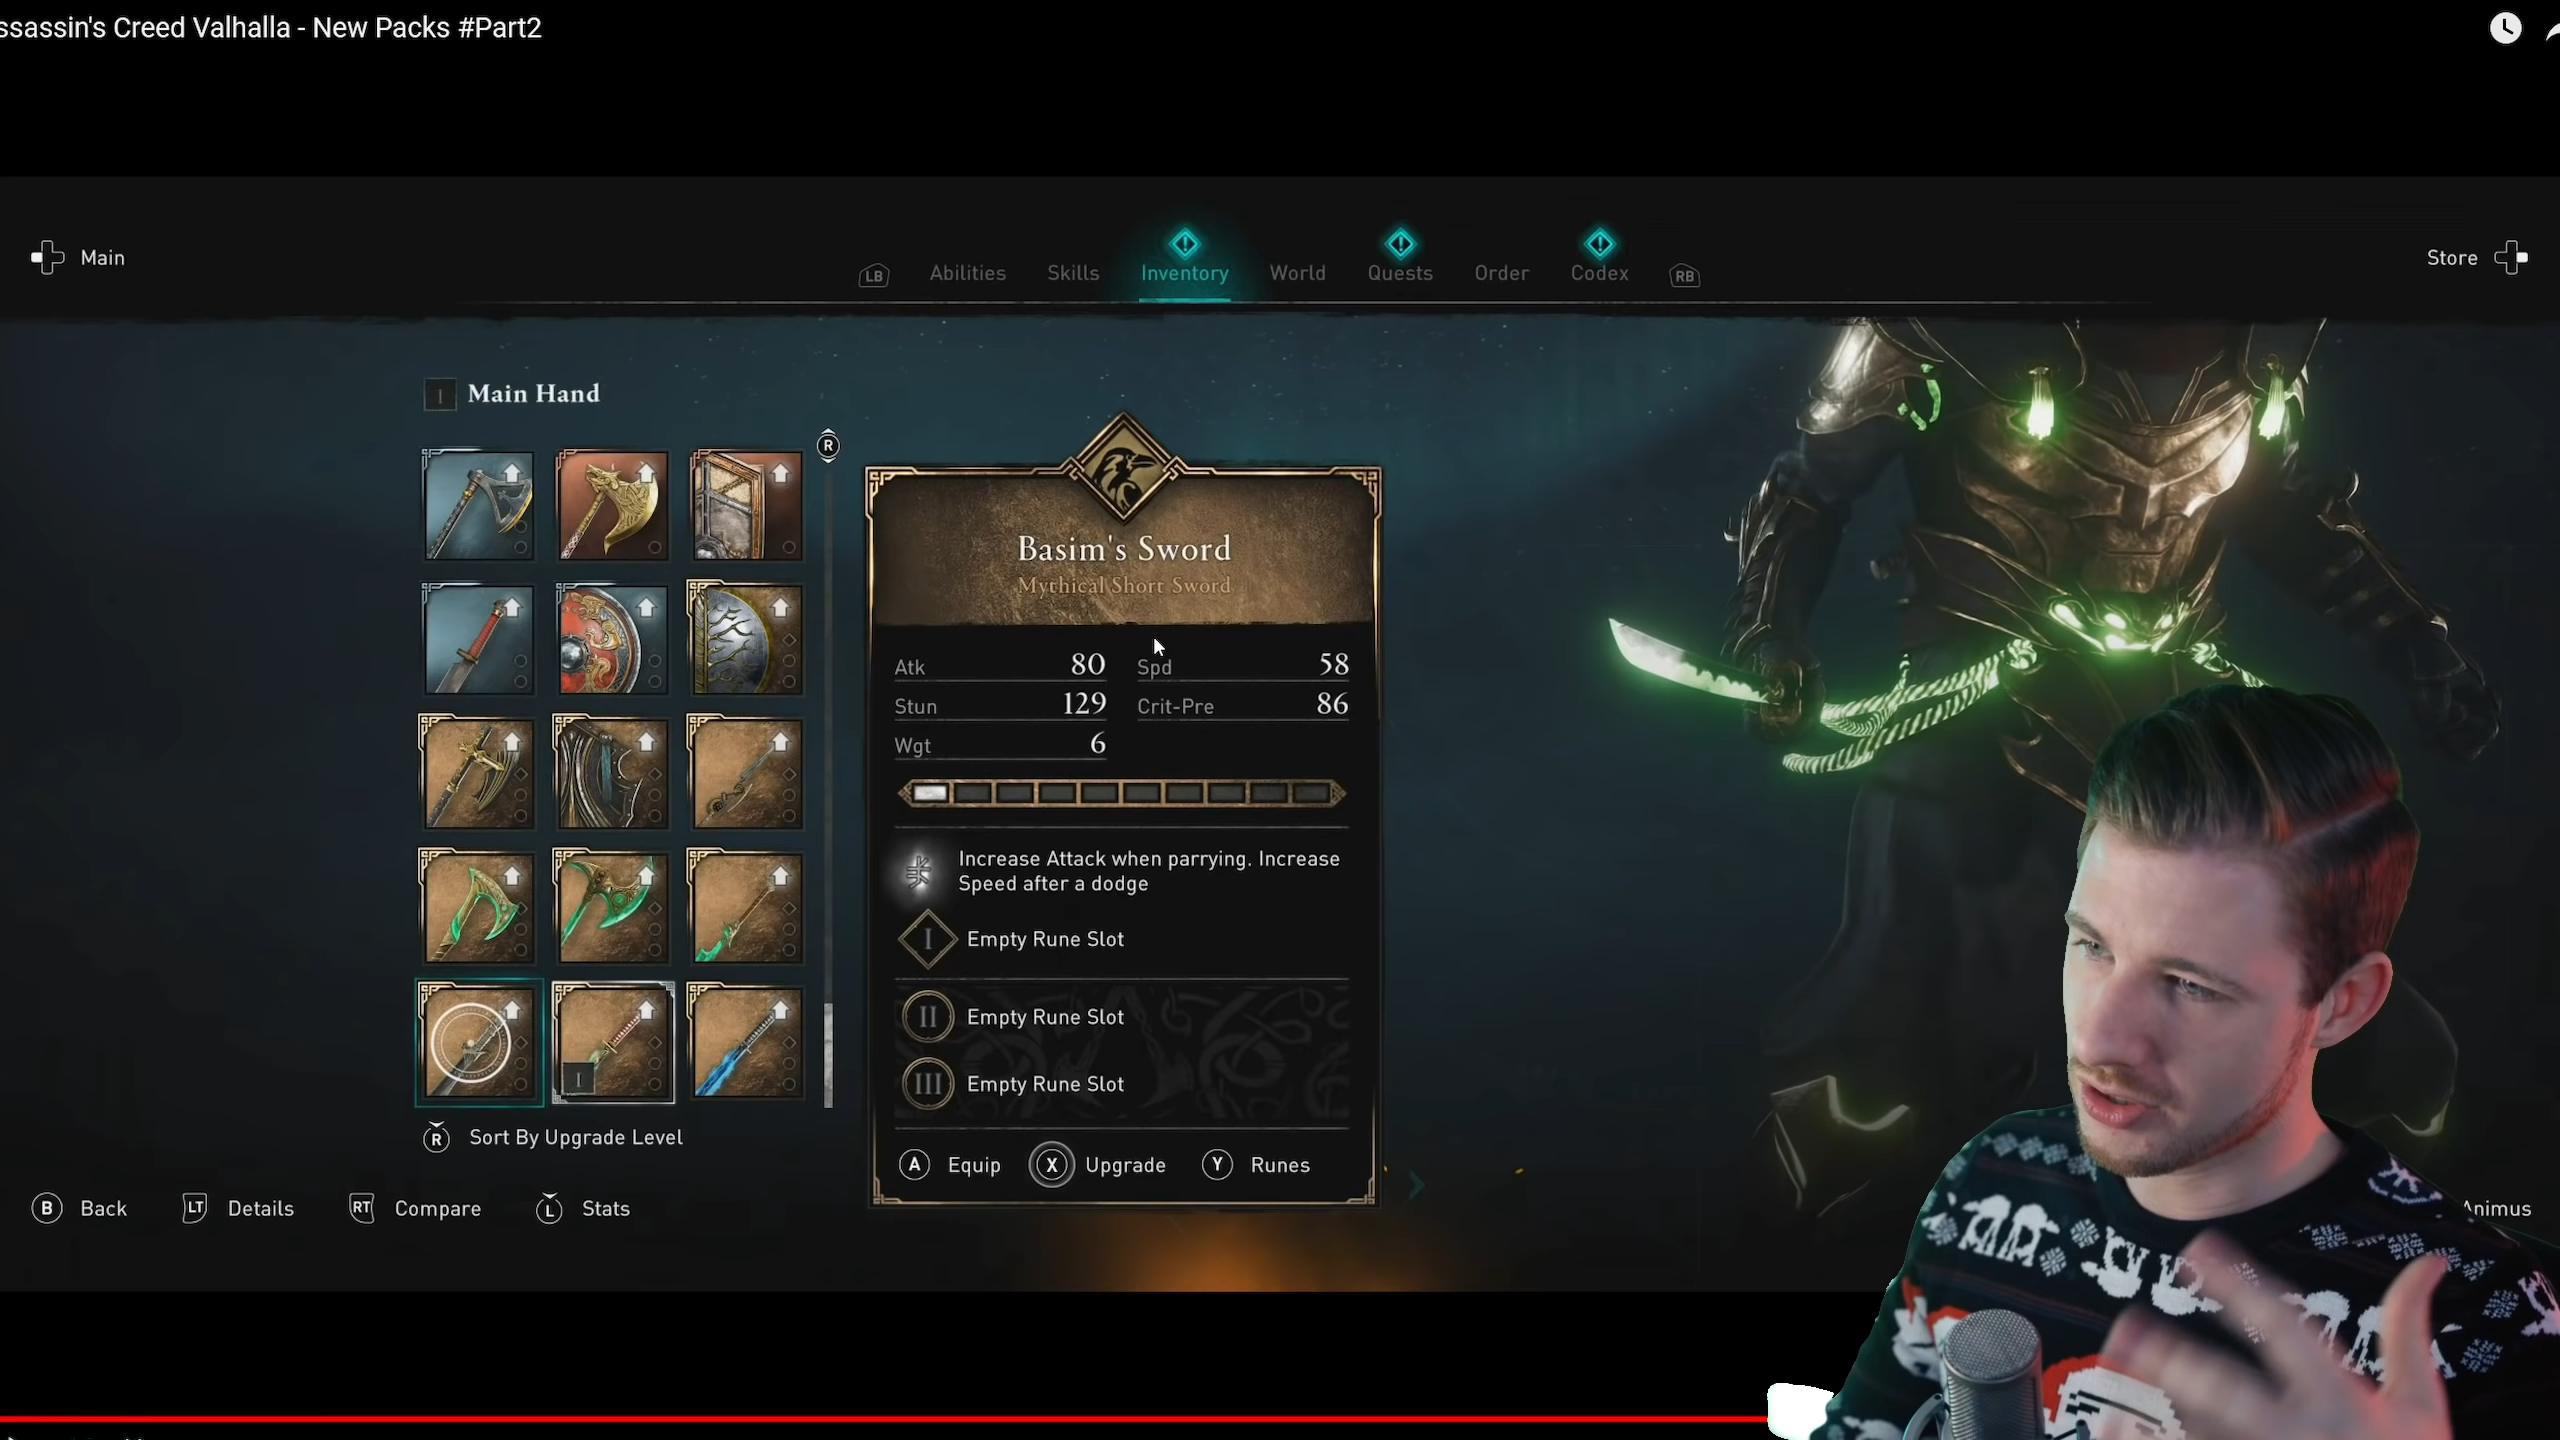 ssassin's Creed Valhalla - New Packs #Part2
Main
LB Abilities Skills Inventory World Quests Order Codex RB
Store
I Main Hand
R
Basim's Sword
Mythical Short Sword
Atk 80 Spd 58
Stun 129 Crit-Pre 86
Wgt 6
Increase Attack when parrying. Increase
Speed after a dodge
I Empty Rune Slot
II Empty Rune Slot
III Empty Rune Slot
I
R Sort By Upgrade Level
A Equip X Upgrade Y Runes
B Back LT Details RT Compare L Stats
Animus